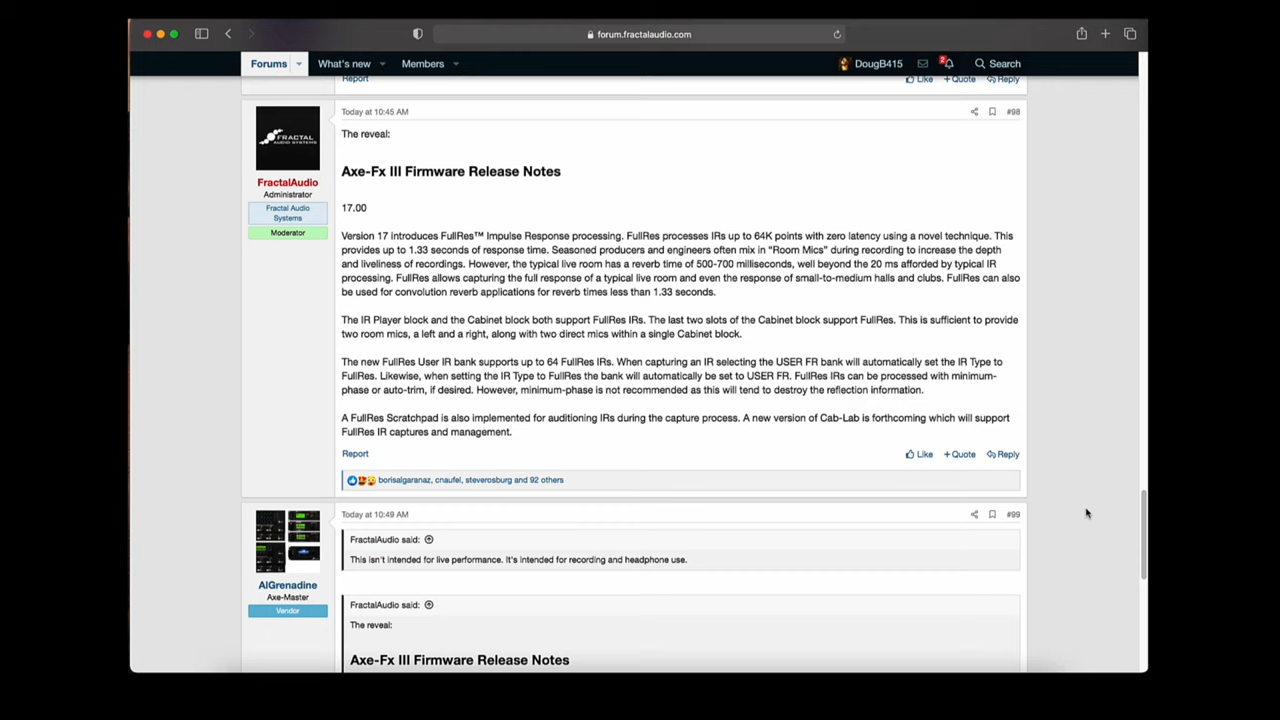 forum.fractalaudio.com
Forums
What's new
Members
DougB415
2
Search
Report
Like
+Quote
Reply
FRACTAL
AUDIO SYSTEMS
FractalAudio
Administrator
Fractal Audio
Systems
Moderator
Today at 10:45 AM
#98
The reveal:
Axe-Fx III Firmware Release Notes
17.00
Version 17 introduces FullRes™ Impulse Response processing. FullRes processes IRs up to 64K points with zero latency using a novel technique. This
provides up to 1.33 seconds of response time. Seasoned producers and engineers often mix in "Room Mics" during recording to increase the depth
and liveliness of recordings. However, the typical live room has a reverb time of 500-700 milliseconds, well beyond the 20 ms afforded by typical IR
processing. FullRes allows capturing the full response of a typical live room and even the response of small-to-medium halls and clubs. FullRes can also
be used for convolution reverb applications for reverb times less than 1.33 seconds.
The IR Player block and the Cabinet block both support FullRes IRs. The last two slots of the Cabinet block support FullRes. This is sufficient to provide
two room mics, a left and a right, along with two direct mics within a single Cabinet block.
The new FullRes User IR bank supports up to 64 FullRes IRs. When capturing an IR selecting the USER FR bank will automatically set the IR Type to
FullRes. Likewise, when setting the IR Type to FullRes the bank will automatically be set to USER FR. FullRes IRs can be processed with minimum-
phase or auto-trim, if desired. However, minimum-phase is not recommended as this will tend to destroy the reflection information.
A FullRes Scratchpad is also implemented for auditioning IRs during the capture process. A new version of Cab-Lab is forthcoming which will support
FullRes IR captures and management.
Report
Like
+Quote
Reply
borisalgaranaz, cnaufel, steverosburg and 92 others
AlGrenadine
Axe-Master
Vendor
Today at 10:49 AM
#99
FractalAudio said:
This isn't intended for live performance. It's intended for recording and headphone use.
FractalAudio said:
The reveal:
Axe-Fx III Firmware Release Notes